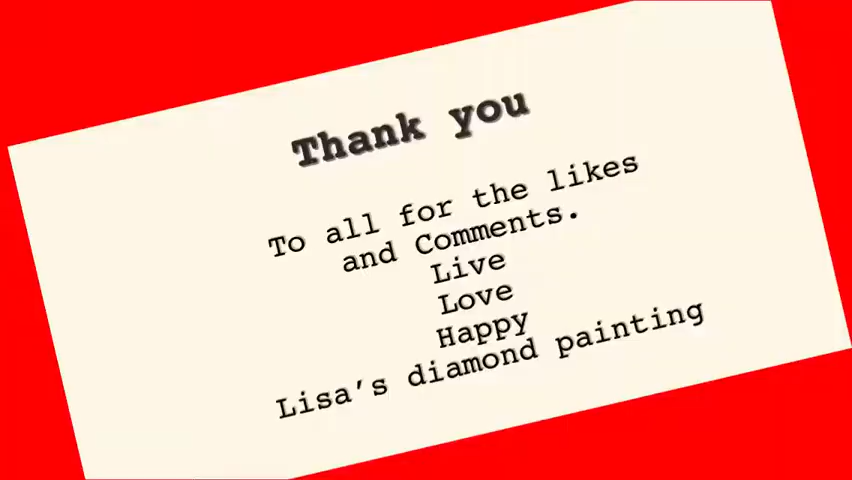 Thank you
To all for the likes
and Comments.
Live
Love
Happy
Lisa’s diamond painting